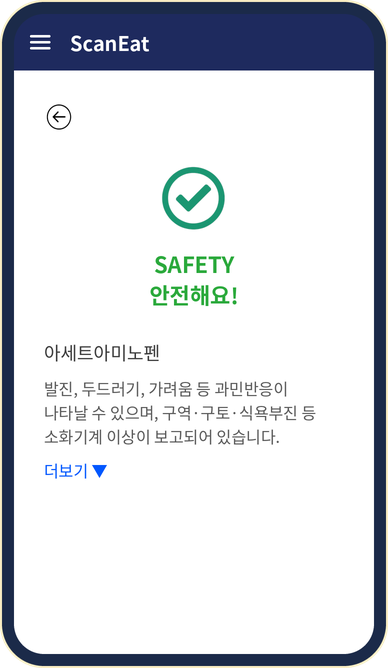 ScanEat
SAFETY
안전해요!
아세트아미노펜
발진, 두드러기, 가려움 등 과민반응이
나타날 수 있으며, 구역·구토·식욕부진 등
소화기계 이상이 보고되어 있습니다.
더보기 ▼